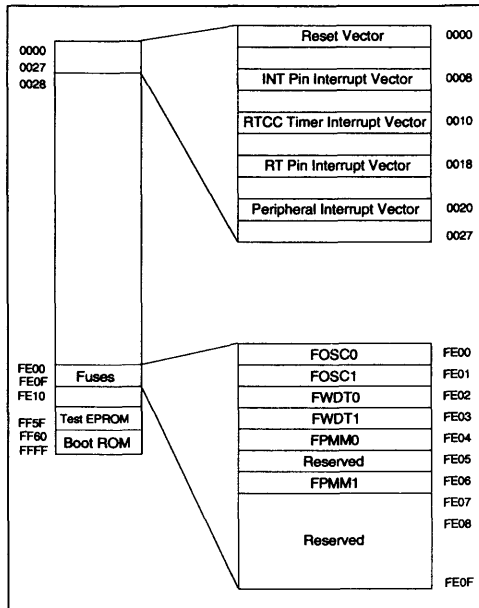 0000
0027
0028
Reset Vector 0000
INT Pin Interrupt Vector 0008
RTCC Timer Interrupt Vector 0010
RT Pin Interrupt Vector 0018
Peripheral Interrupt Vector 0020
0027
FE00
Fuses
FE0F
FE10
Test EPROM
FF5F
FF60
Boot ROM
FFFF
FOSC0 FE00
FOSC1 FE01
FWDT0 FE02
FWDT1 FE03
FPMM0 FE04
Reserved FE05
FPMM1 FE06
FE07
FE08
Reserved
FE0F